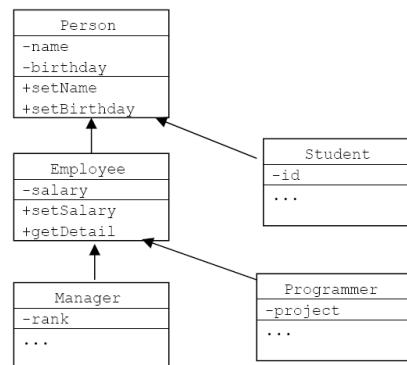 Person
-name
-birthday
+setName
+setBirthday
Student
-id
...
Employee
-salary
+setSalary
+getDetail
Manager
-rank
...
Programmer
-project
...